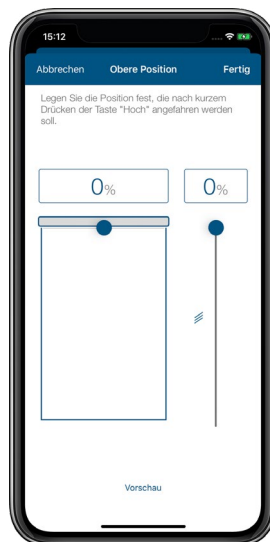 15:12
Abbrechen Obere Position Fertig
Legen Sie die Position fest, die nach kurzem
Drücken der Taste "Hoch" angefahren werden
soll.
0% 0%
Vorschau